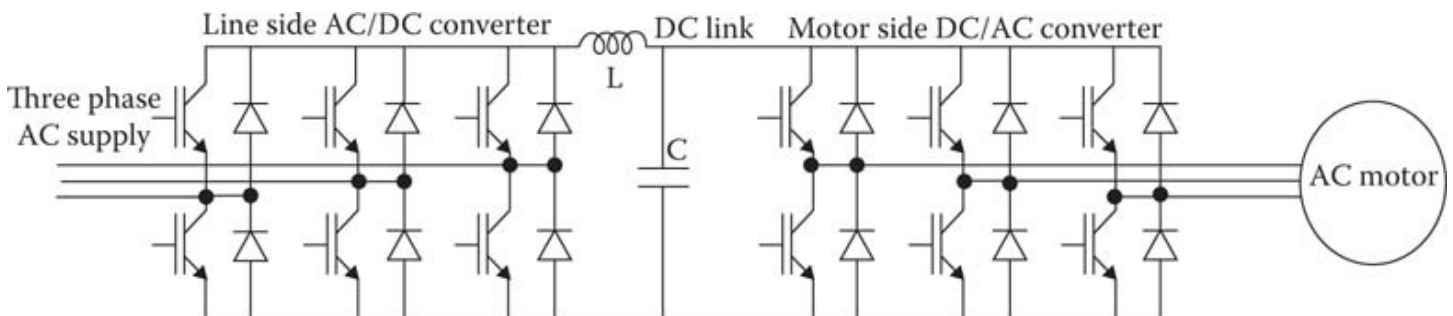 Line side AC/DC converter
DC link
Motor side DC/AC converter
L
Three phase
AC supply
C
AC motor